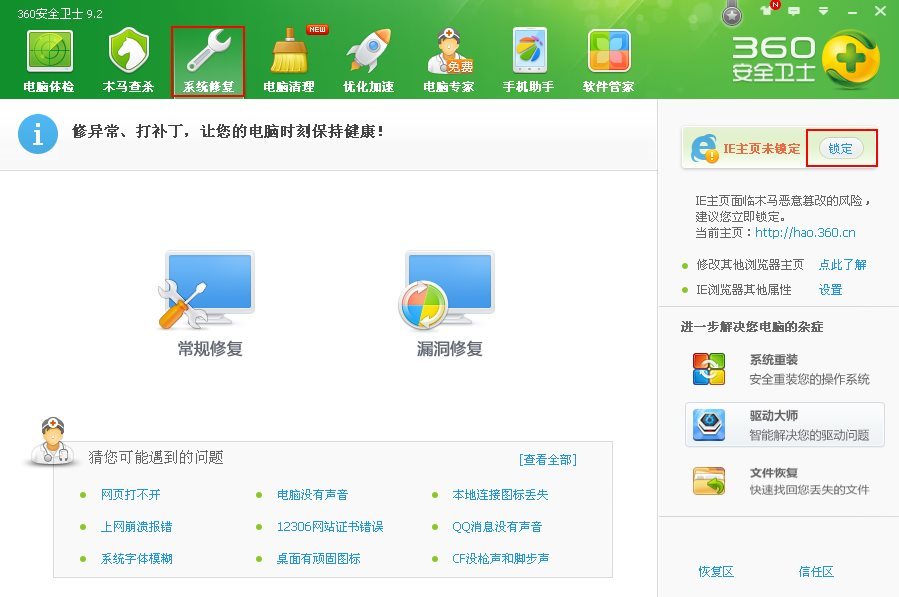 360安全卫士 9.2
N
NEW
免费
电脑体检 木马查杀 系统修复 电脑清理 优化加速 电脑专家 手机助手 软件管家
360
安全卫士
修异常、打补丁，让您的电脑时刻保持健康！
常规修复 漏洞修复
猜您可能遇到的问题 [查看全部]
网页打不开 电脑没有声音 本地连接图标丢失
上网崩溃报错 12306网站证书错误 QQ消息没有声音
系统字体模糊 桌面有顽固图标 CF没枪声和脚步声
IE主页未锁定 锁定
IE主页面临木马恶意篡改的风险，
建议您立即锁定。
当前主页：http://hao.360.cn
修改其他浏览器主页 点此了解
IE浏览器其他属性 设置
进一步解决您电脑的杂症
系统重装
安全重装您的操作系统
驱动大师
智能解决您的驱动问题
文件恢复
快速找回您丢失的文件
恢复区 信任区